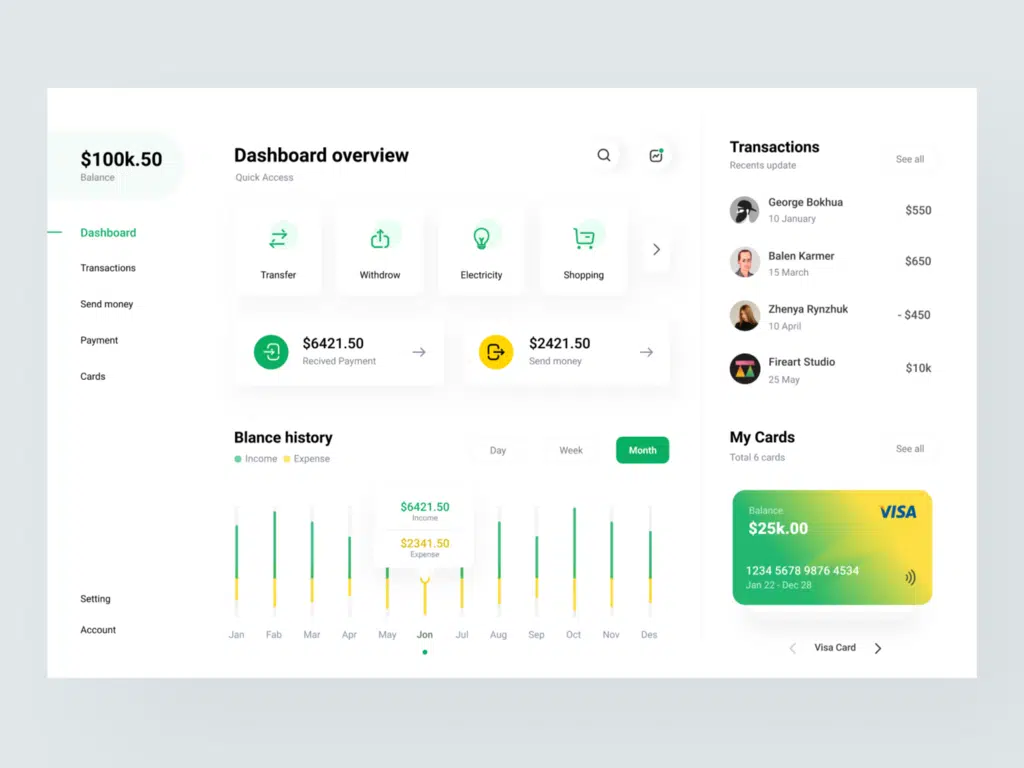 $100k.50
Balance
Dashboard
Transactions
Send money
Payment
Cards
Setting
Account
Dashboard overview
Quick Access
Transfer
Withdrow
Electricity
Shopping
$6421.50
Recived Payment
$2421.50
Send money
Blance history
Income
Expense
Day
Week
Month
$6421.50
Income
$2341.50
Expense
Jan
Fab
Mar
Apr
May
Jon
Jul
Aug
Sep
Oct
Nov
Des
Transactions
Recents update
See all
George Bokhua
10 January
$550
Balen Karmer
15 March
$650
Zhenya Rynzhuk
10 April
- $450
Fireart Studio
25 May
$10k
My Cards
Total 6 cards
See all
Balance
$25k.00
VISA
1234 5678 9876 4534
Jan 22 - Dec 28
Visa Card